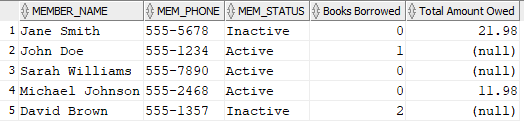 MEMBER_NAME MEM_PHONE MEM_STATUS Books Borrowed Total Amount Owed
1 Jane Smith 555-5678 Inactive 0 21.98
2 John Doe 555-1234 Active 1 (null)
3 Sarah Williams 555-7890 Active 0 (null)
4 Michael Johnson 555-2468 Active 0 11.98
5 David Brown 555-1357 Inactive 2 (null)